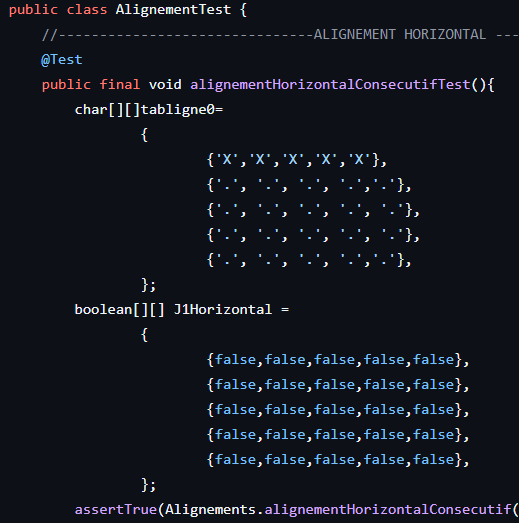 public class AlignementTest {
//-------------------------------ALIGNEMENT HORIZONTAL ---
@Test
public final void alignementHorizontalConsecutifTest(){
char[][]tabligne0=
{
{'X','X','X','X','X'},
{'.', '.', '.', '.','.'},
{'.', '.', '.', '.', '.'},
{'.', '.', '.', '.', '.'},
{'.', '.', '.', '.','.'},
};
boolean[][] J1Horizontal =
{
{false,false,false,false,false},
{false,false,false,false,false},
{false,false,false,false,false},
{false,false,false,false,false},
{false,false,false,false,false},
};
assertTrue(Alignements.alignementHorizontalConsecutif(